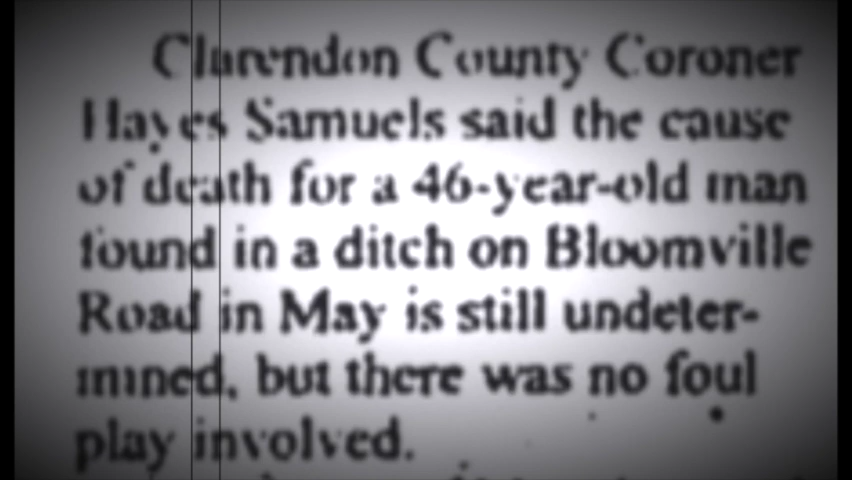 Clarendon County Coroner
Hayes Samuels said the cause
of death for a 46-year-old man
found in a ditch on Bloomville
Road in May is still undeter-
mined, but there was no foul
play involved.